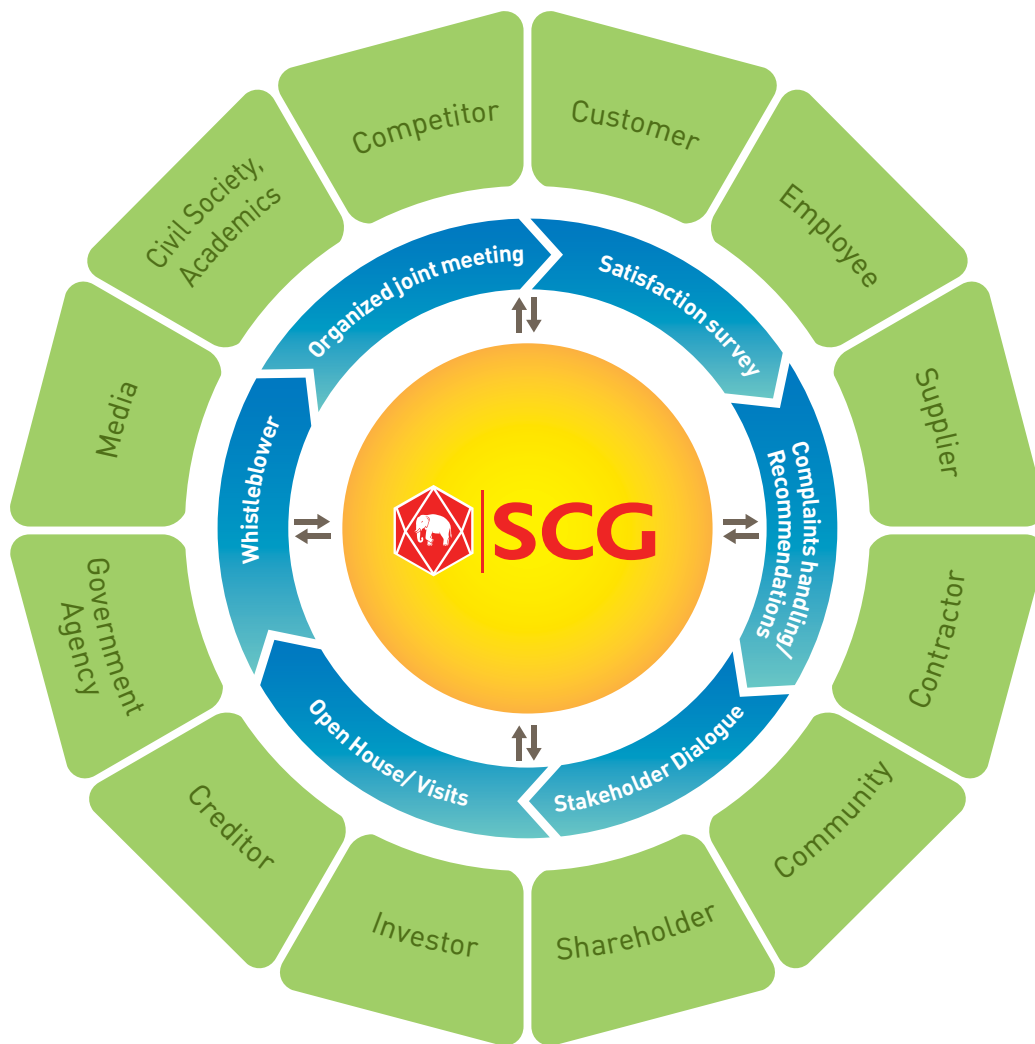 Competitor
Customer
Employee
Supplier
Contractor
Community
Shareholder
Investor
Creditor
Government
Agency
Media
Civil Society,
Academics
Organized joint meeting
Satisfaction survey
Complaints handling/
Recommendations
Stakeholder Dialogue
Open House/ Visits
Whistleblower
SCG